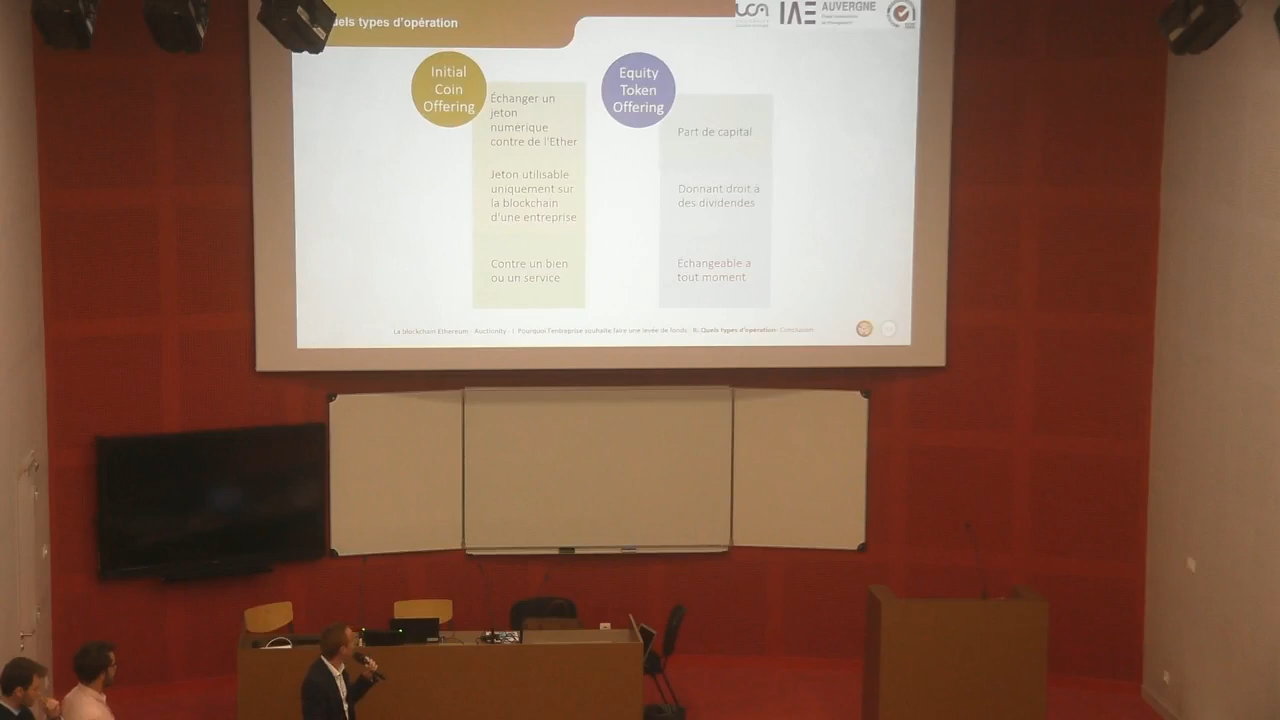 uels types d'opération
uca
IAE AUVERGNE
Initial
Coin
Offering
Échanger un
jeton
numérique
contre de l'Ether
Jeton utilisable
uniquement sur
la blockchain
d'une entreprise
Contre un bien
ou un service
Equity
Token
Offering
Part de capital
Donnant droit à
des dividendes
Echangeable a
tout moment
La blockchain Ethereum - Auctionity - I. Pourquoi l'entreprise souhaite faire une levée de fonds : II. Quels types d'opération- Conclusion